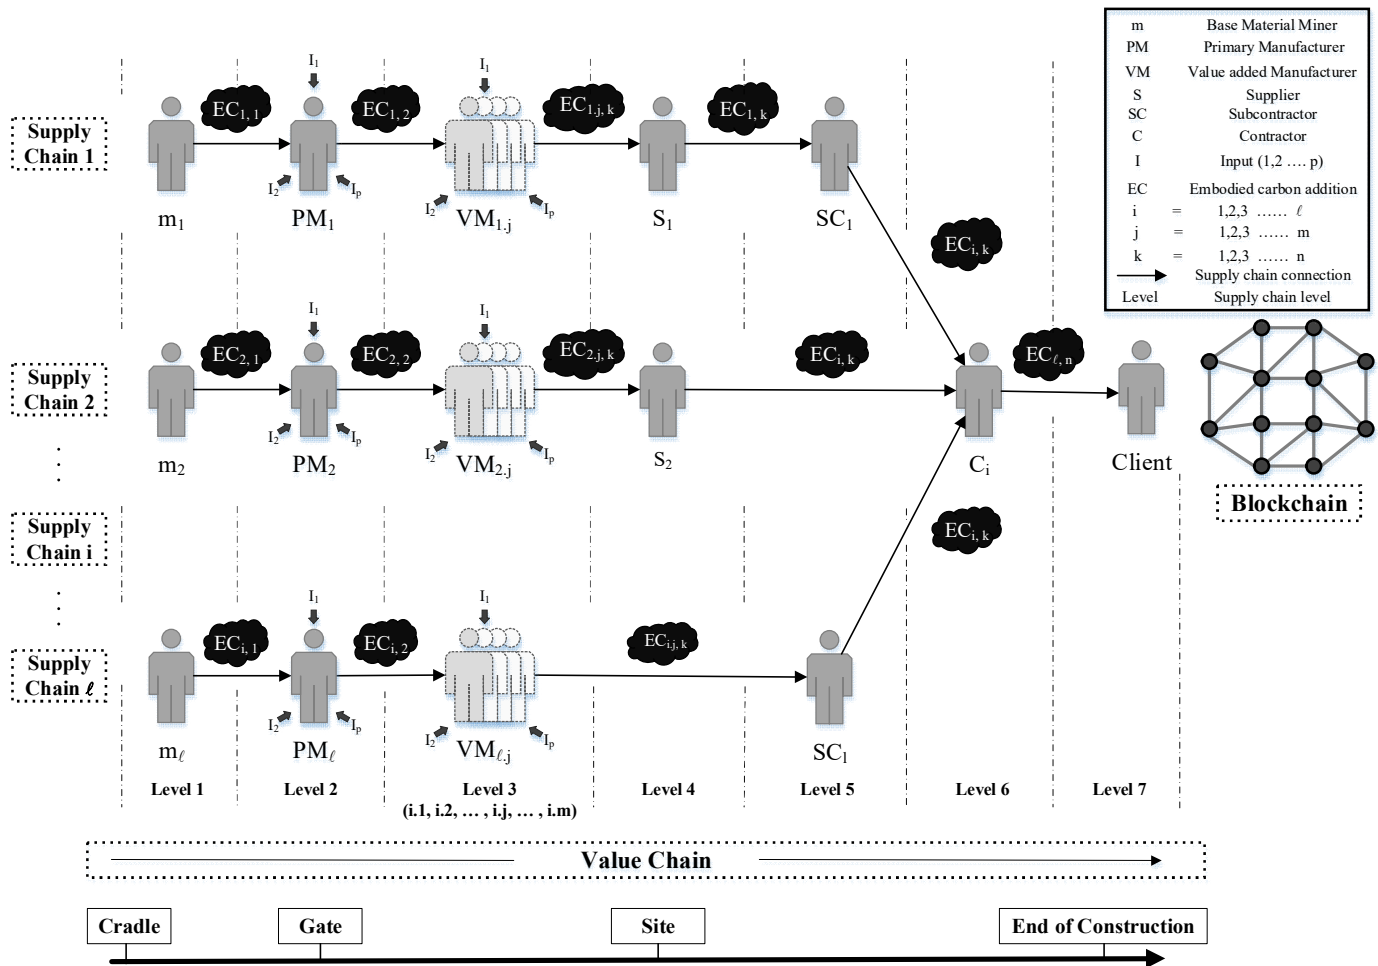 m Base Material Miner
PM Primary Manufacturer
VM Value added Manufacturer
S Supplier
SC Subcontractor
C Contractor
I Input (1,2 .... p)
EC Embodied carbon addition
i = 1,2,3 ...... ℓ
j = 1,2,3 ...... m
k = 1,2,3 ...... n
Supply chain connection
Level Supply chain level
I1 I1
EC1, 1 EC1, 2 EC1.j, k EC1, k
Supply
Chain 1
I2 Ip I2 Ip
m1 PM1 VM1.j S1 SC1
ECi, k
I1 I1
EC2, 1 EC2, 2 EC2.j, k ECi, k ECℓ, n
Supply
Chain 2
I2 Ip I2 Ip
m2 PM2 VM2.j S2 Ci Client
Blockchain
.
.
.
Supply
Chain i
ECi, k
.
.
.
I1 I1
ECi, 1 ECi, 2 ECi.j, k
Supply
Chain ℓ
I2 Ip I2 Ip
mℓ PMℓ VMℓ.j SCl
Level 1 Level 2 Level 3 Level 4 Level 5 Level 6 Level 7
(i.1, i.2, ... , i.j, ... , i.m)
Value Chain
Cradle Gate Site End of Construction